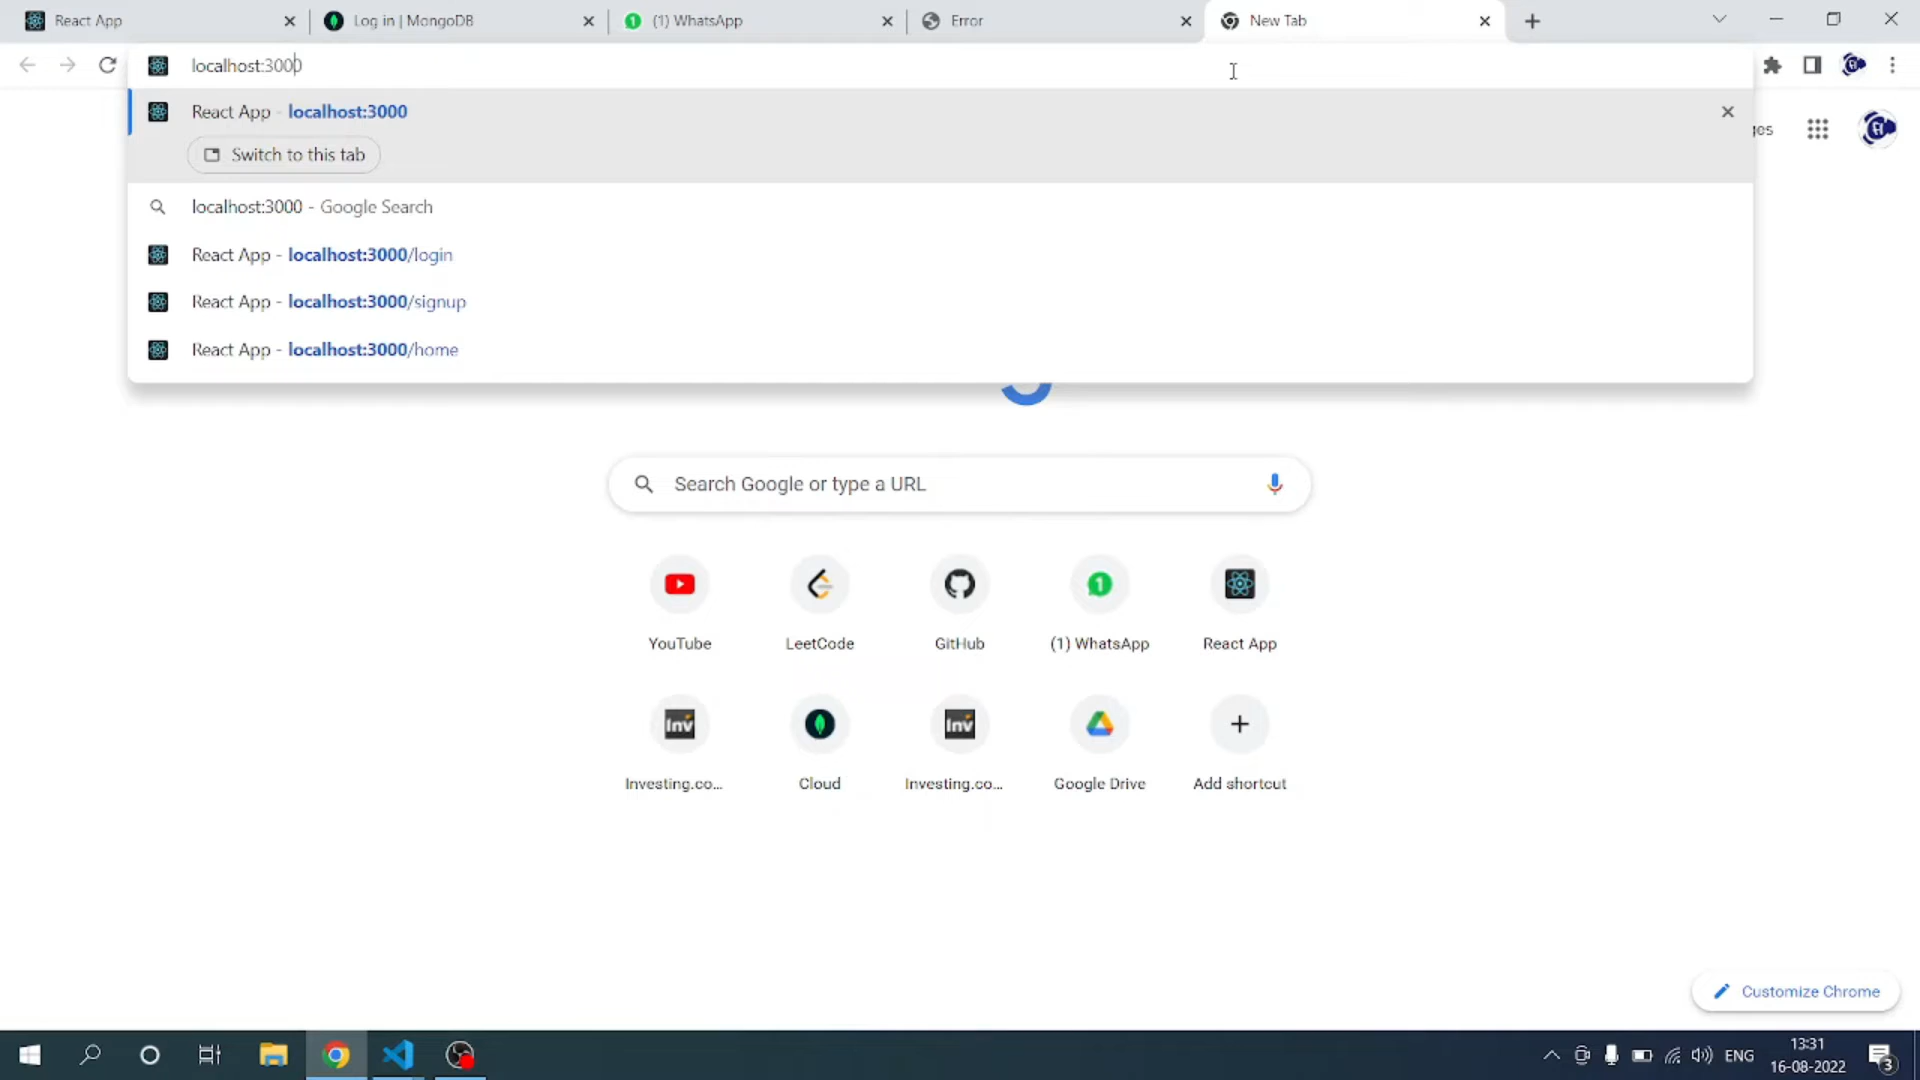 React App
Log in | MongoDB
(1) WhatsApp
Error
New Tab
localhost:3000
React App - localhost:3000
Switch to this tab
localhost:3000 - Google Search
React App - localhost:3000/login
React App - localhost:3000/signup
React App - localhost:3000/home
Search Google or type a URL
YouTube
LeetCode
GitHub
(1) WhatsApp
React App
Investing.co...
Cloud
Investing.co...
Google Drive
Add shortcut
Customize Chrome
ENG
13:31
16-08-2022
3